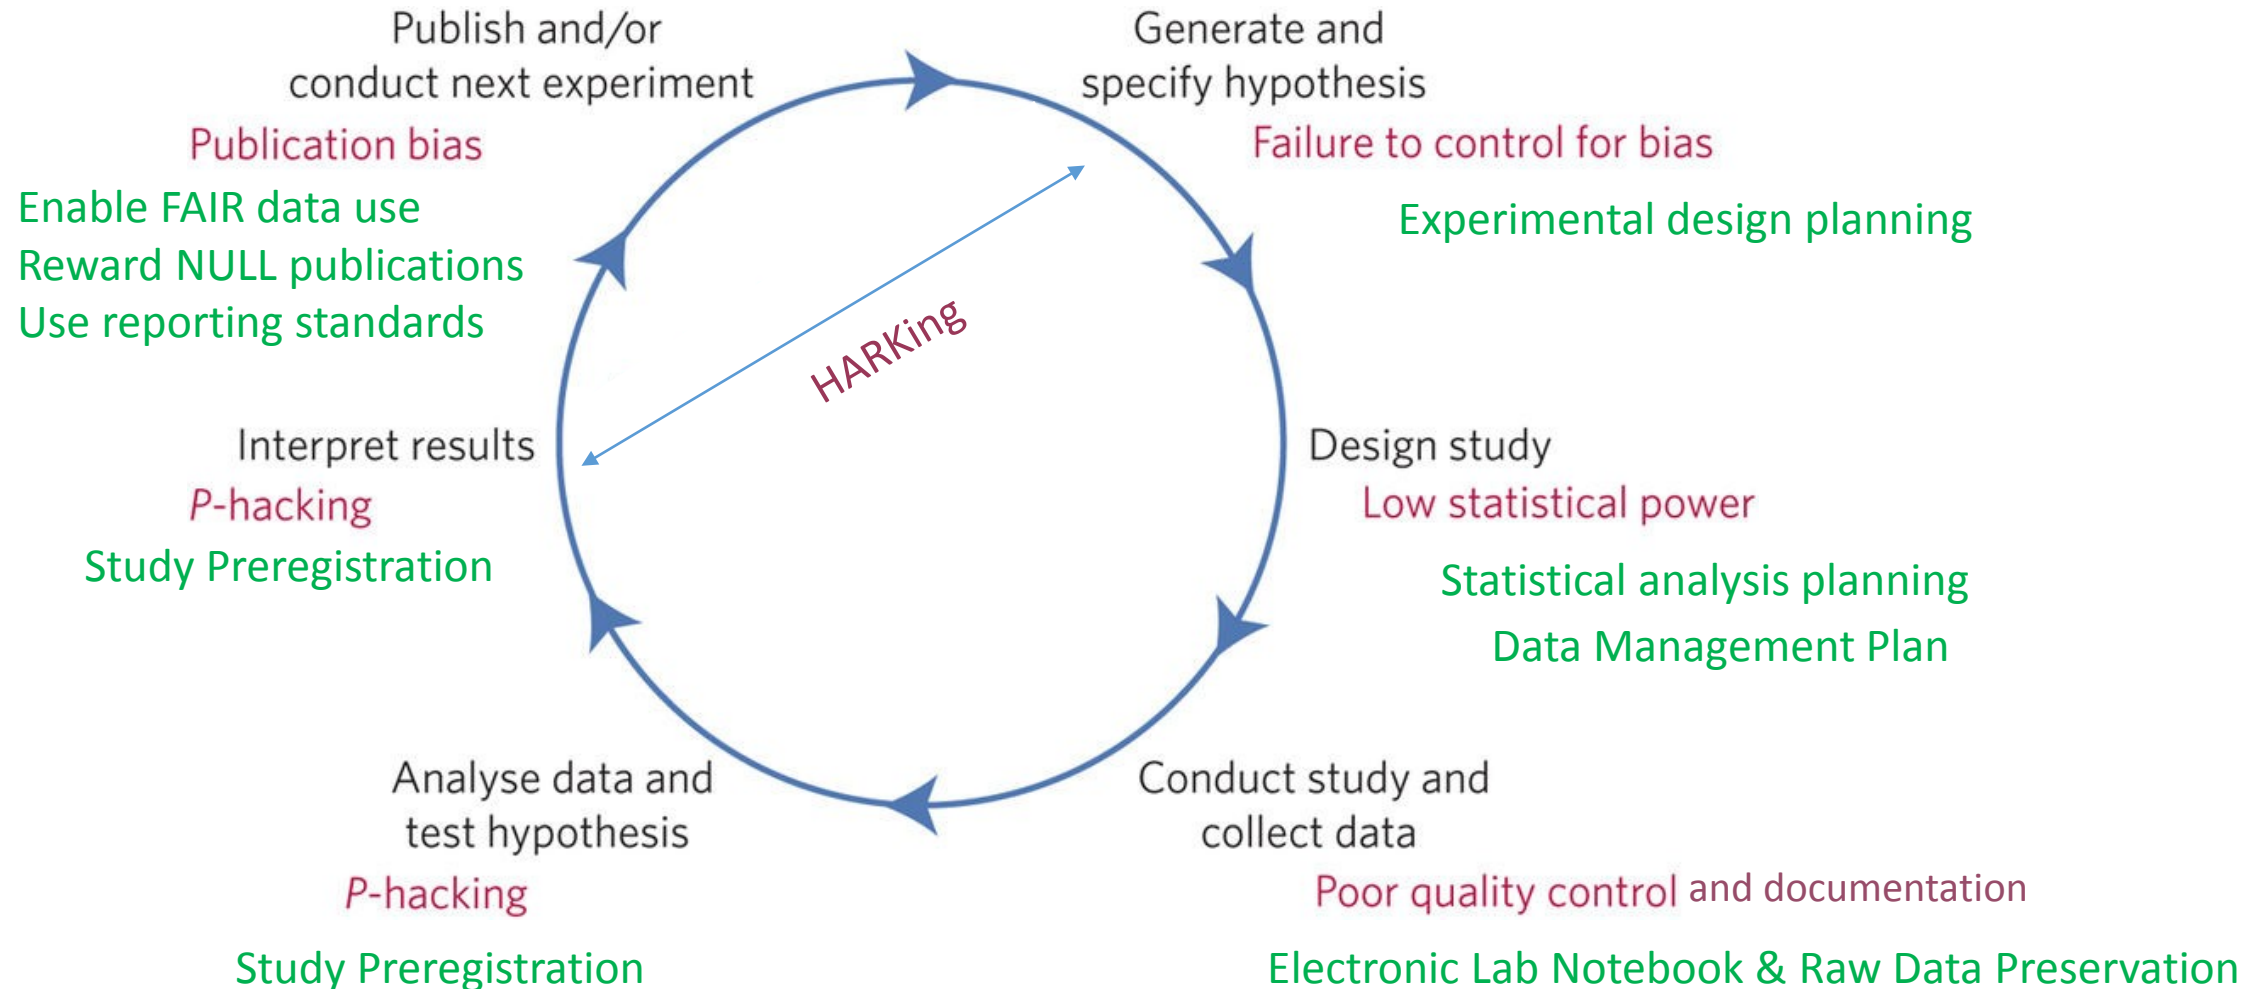 Publish and/or
conduct next experiment
Publication bias
Enable FAIR data use
Reward NULL publications
Use reporting standards
Generate and
specify hypothesis
Failure to control for bias
Experimental design planning
HARKing
Interpret results
P-hacking
Study Preregistration
Design study
Low statistical power
Statistical analysis planning
Data Management Plan
Analyse data and
test hypothesis
P-hacking
Study Preregistration
Conduct study and
collect data
Poor quality control and documentation
Electronic Lab Notebook & Raw Data Preservation